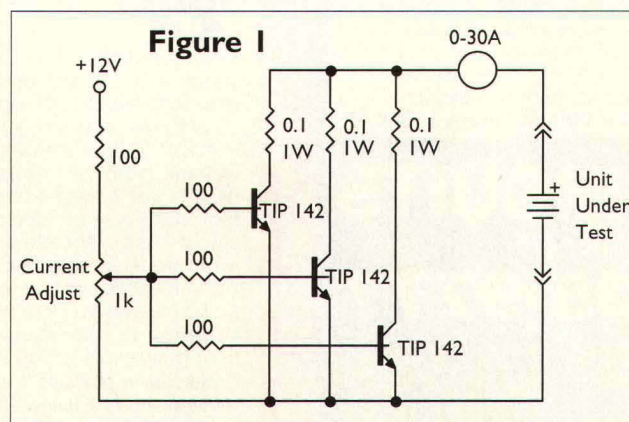 Figure 1
0-30A
+12V
100
0.1
1W
0.1
1W
0.1
1W
100
TIP 142
Unit
Under
Test
+
Current
Adjust
1k
100
TIP 142
100
TIP 142